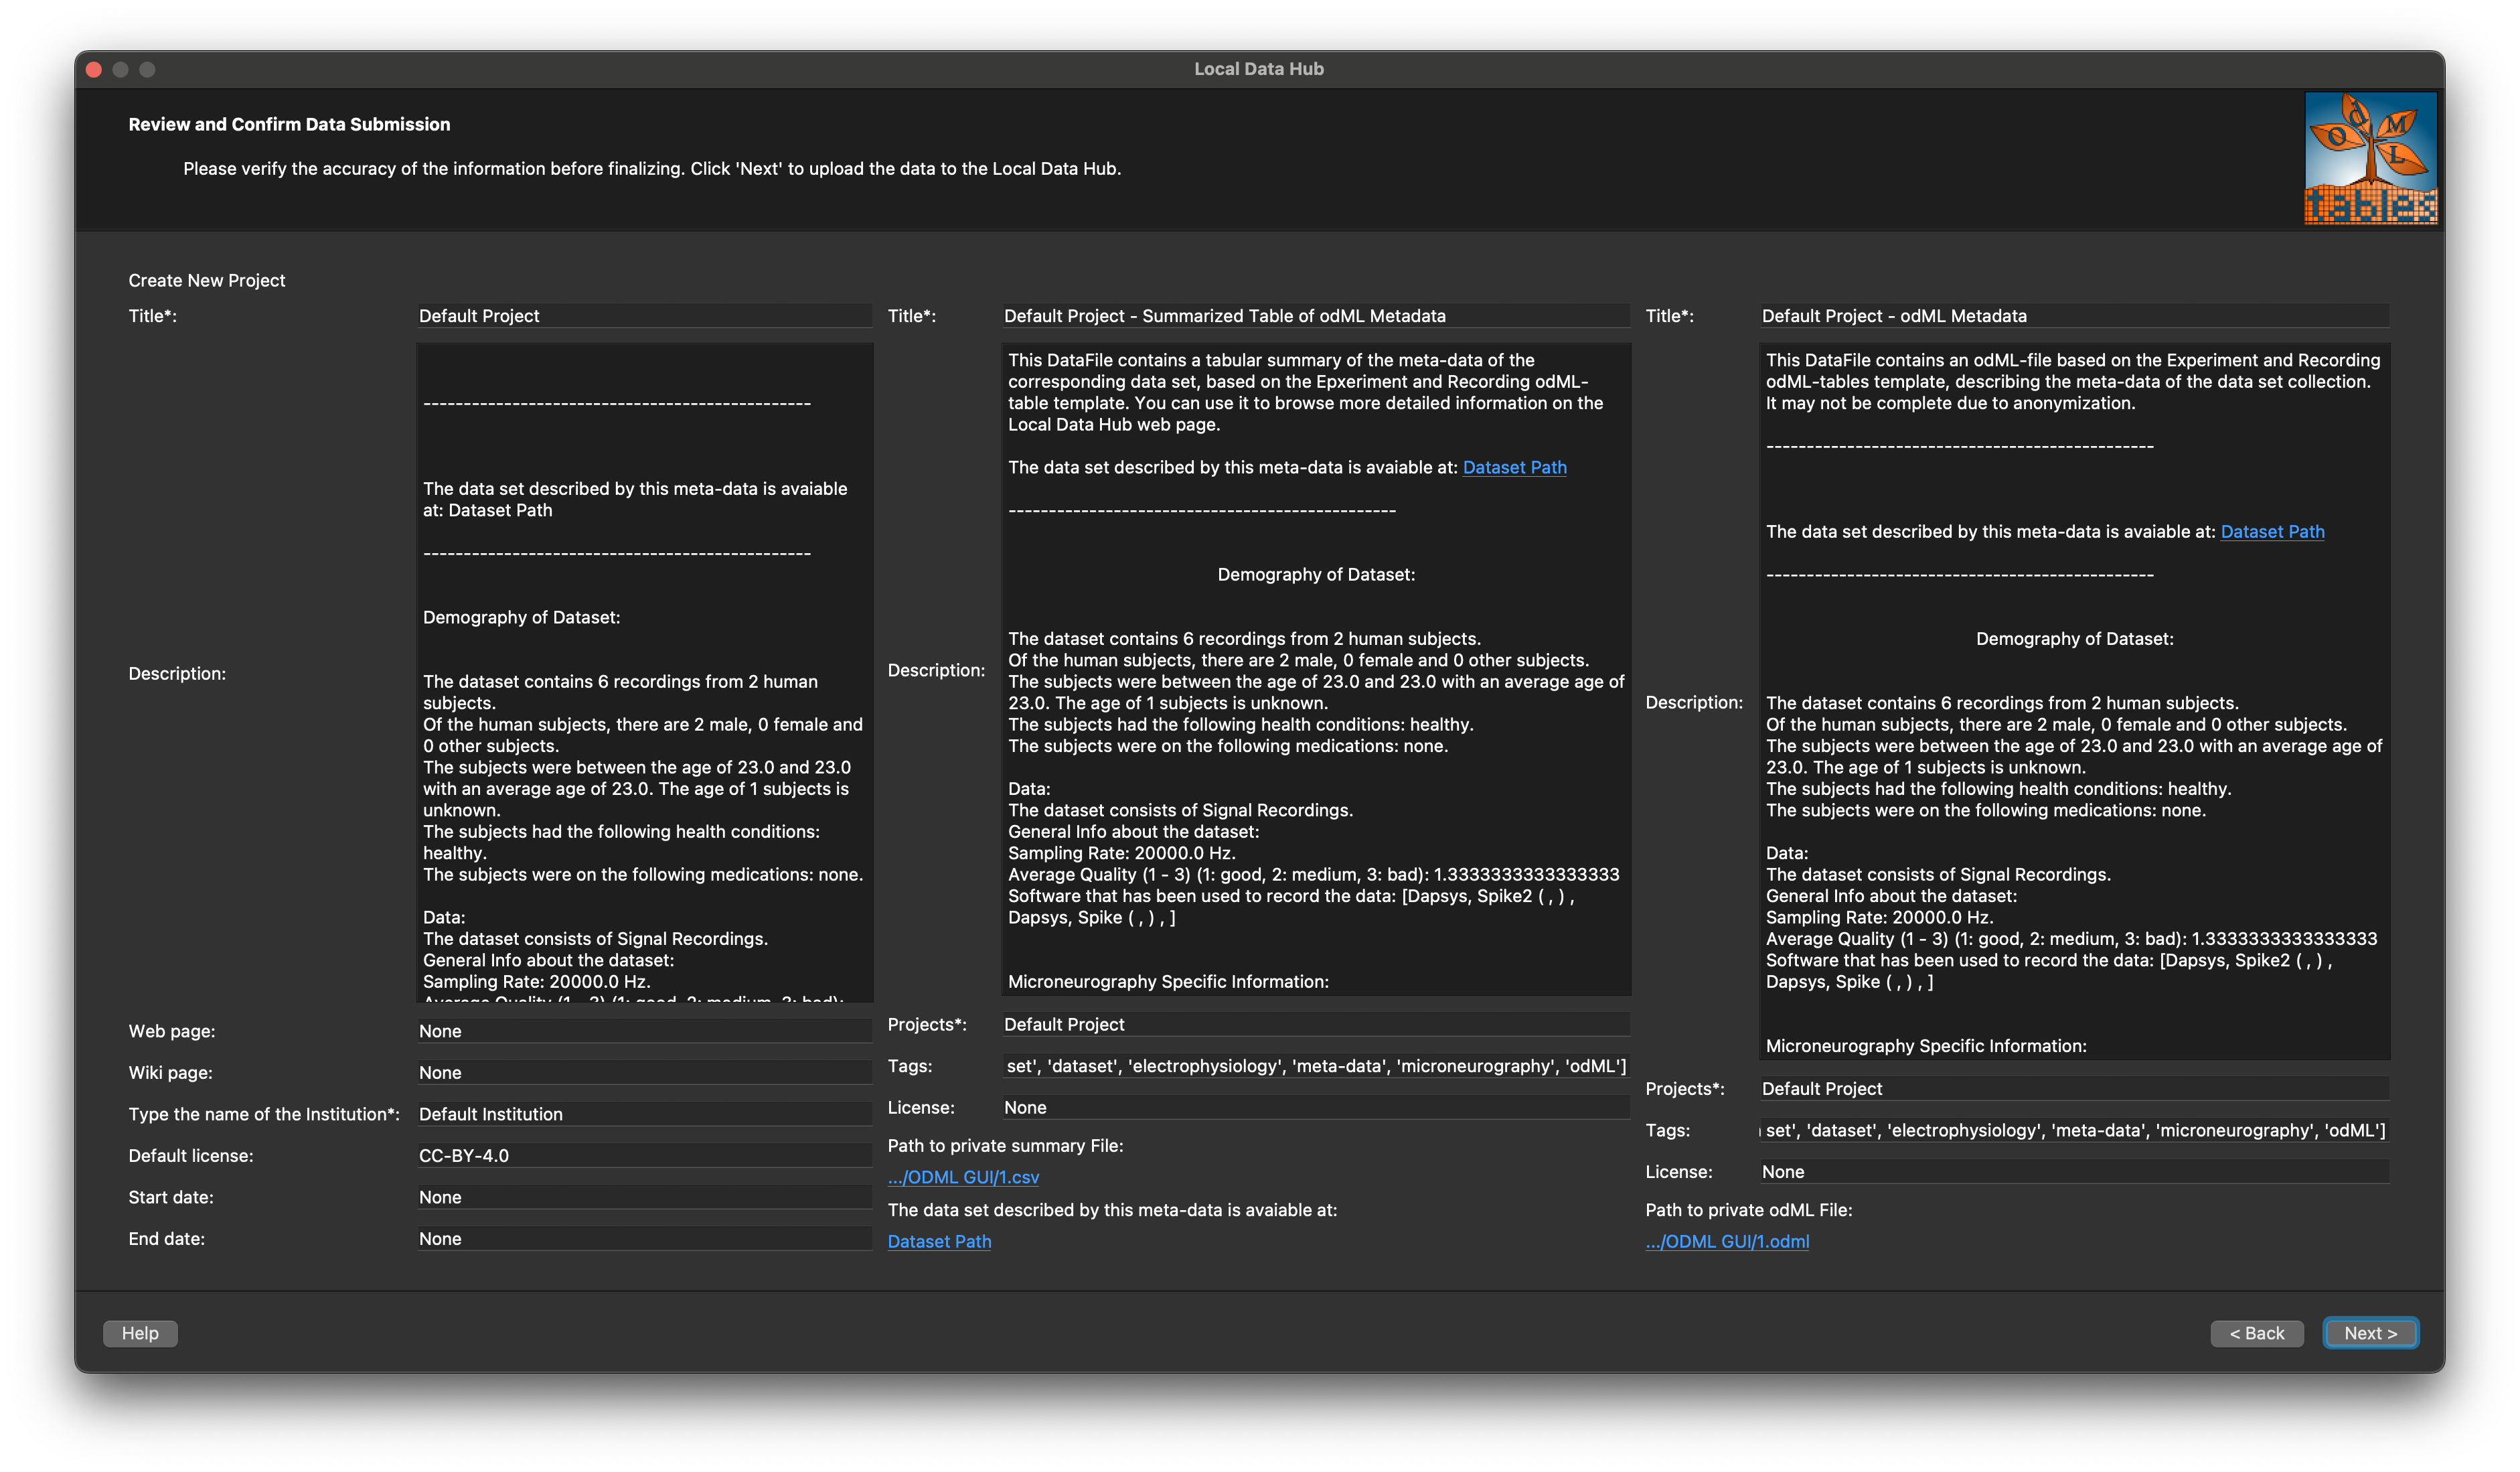 Local Data Hub
Review and Confirm Data Submission
Please verify the accuracy of the information before finalizing. Click 'Next' to upload the data to the Local Data Hub.
O d M L
tables
Create New Project
Title*:
Default Project
Description:
------------------------------------------------
The data set described by this meta-data is avaiable
at: Dataset Path
------------------------------------------------
Demography of Dataset:
The dataset contains 6 recordings from 2 human
subjects.
Of the human subjects, there are 2 male, 0 female and
0 other subjects.
The subjects were between the age of 23.0 and 23.0
with an average age of 23.0. The age of 1 subjects is
unknown.
The subjects had the following health conditions:
healthy.
The subjects were on the following medications: none.
Data:
The dataset consists of Signal Recordings.
General Info about the dataset:
Sampling Rate: 20000.0 Hz.
Average Quality (1 - 3) (1: good, 2: medium, 3: bad):
Web page:
None
Wiki page:
None
Type the name of the Institution*:
Default Institution
Default license:
CC-BY-4.0
Start date:
None
End date:
None
Title*:
Default Project - Summarized Table of odML Metadata
Description:
This DataFile contains a tabular summary of the meta-data of the
corresponding data set, based on the Epxeriment and Recording odML-
table template. You can use it to browse more detailed information on the
Local Data Hub web page.
The data set described by this meta-data is avaiable at: Dataset Path
------------------------------------------------
Demography of Dataset:
The dataset contains 6 recordings from 2 human subjects.
Of the human subjects, there are 2 male, 0 female and 0 other subjects.
The subjects were between the age of 23.0 and 23.0 with an average age of
23.0. The age of 1 subjects is unknown.
The subjects had the following health conditions: healthy.
The subjects were on the following medications: none.
Data:
The dataset consists of Signal Recordings.
General Info about the dataset:
Sampling Rate: 20000.0 Hz.
Average Quality (1 - 3) (1: good, 2: medium, 3: bad): 1.3333333333333333
Software that has been used to record the data: [Dapsys, Spike2 ( , ) ,
Dapsys, Spike ( , ) , ]
Microneurography Specific Information:
Projects*:
Default Project
Tags:
set', 'dataset', 'electrophysiology', 'meta-data', 'microneurography', 'odML']
License:
None
Path to private summary File:
.../ODML GUI/1.csv
The data set described by this meta-data is avaiable at:
Dataset Path
Title*:
Default Project - odML Metadata
Description:
This DataFile contains an odML-file based on the Experiment and Recording
odML-tables template, describing the meta-data of the data set collection.
It may not be complete due to anonymization.
------------------------------------------------
The data set described by this meta-data is avaiable at: Dataset Path
------------------------------------------------
Demography of Dataset:
The dataset contains 6 recordings from 2 human subjects.
Of the human subjects, there are 2 male, 0 female and 0 other subjects.
The subjects were between the age of 23.0 and 23.0 with an average age of
23.0. The age of 1 subjects is unknown.
The subjects had the following health conditions: healthy.
The subjects were on the following medications: none.
Data:
The dataset consists of Signal Recordings.
General Info about the dataset:
Sampling Rate: 20000.0 Hz.
Average Quality (1 - 3) (1: good, 2: medium, 3: bad): 1.3333333333333333
Software that has been used to record the data: [Dapsys, Spike2 ( , ) ,
Dapsys, Spike ( , ) , ]
Microneurography Specific Information:
Projects*:
Default Project
Tags:
set', 'dataset', 'electrophysiology', 'meta-data', 'microneurography', 'odML']
License:
None
Path to private odML File:
.../ODML GUI/1.odml
Help
< Back
Next >